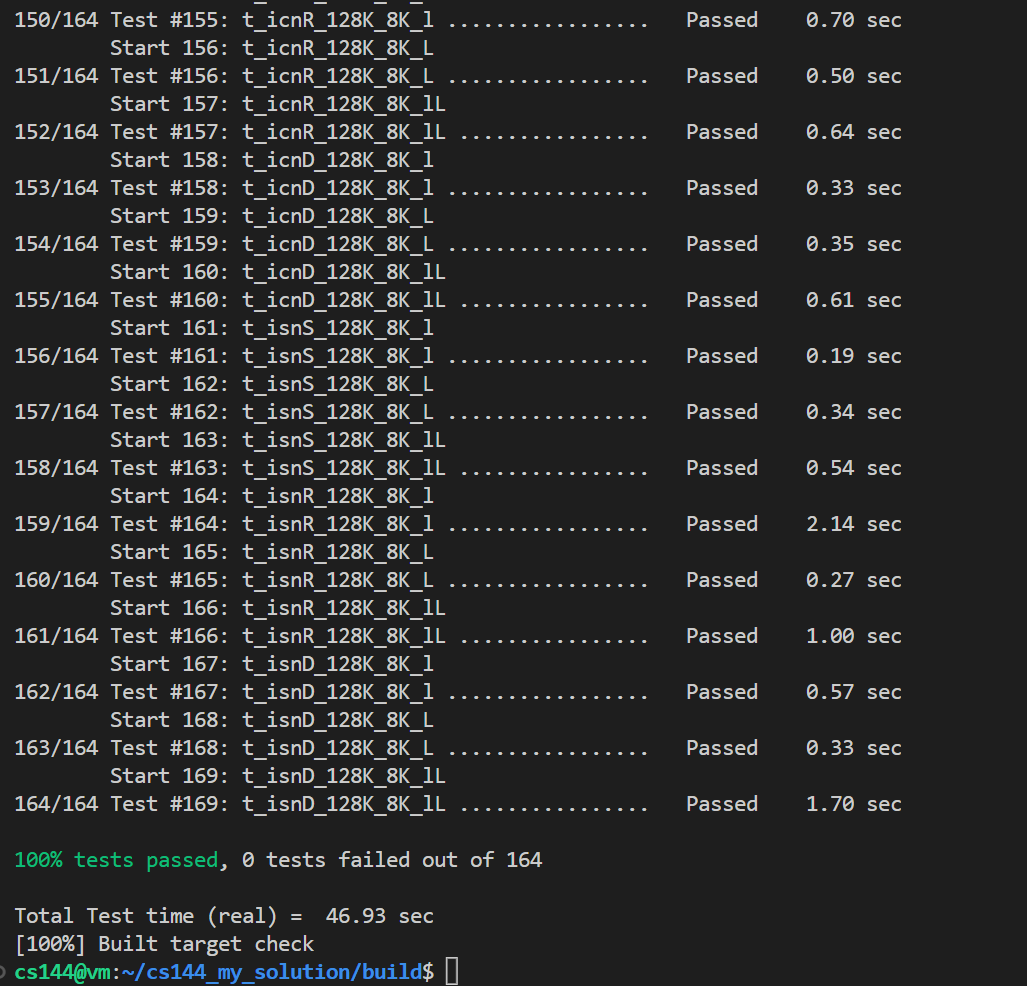 150/164 Test #155: t_icnR_128K_8K_l .................   Passed    0.70 sec
        Start 156: t_icnR_128K_8K_L
151/164 Test #156: t_icnR_128K_8K_L .................   Passed    0.50 sec
        Start 157: t_icnR_128K_8K_lL
152/164 Test #157: t_icnR_128K_8K_lL ................   Passed    0.64 sec
        Start 158: t_icnD_128K_8K_l
153/164 Test #158: t_icnD_128K_8K_l .................   Passed    0.33 sec
        Start 159: t_icnD_128K_8K_L
154/164 Test #159: t_icnD_128K_8K_L .................   Passed    0.35 sec
        Start 160: t_icnD_128K_8K_lL
155/164 Test #160: t_icnD_128K_8K_lL ................   Passed    0.61 sec
        Start 161: t_isnS_128K_8K_l
156/164 Test #161: t_isnS_128K_8K_l .................   Passed    0.19 sec
        Start 162: t_isnS_128K_8K_L
157/164 Test #162: t_isnS_128K_8K_L .................   Passed    0.34 sec
        Start 163: t_isnS_128K_8K_lL
158/164 Test #163: t_isnS_128K_8K_lL ................   Passed    0.54 sec
        Start 164: t_isnR_128K_8K_l
159/164 Test #164: t_isnR_128K_8K_l .................   Passed    2.14 sec
        Start 165: t_isnR_128K_8K_L
160/164 Test #165: t_isnR_128K_8K_L .................   Passed    0.27 sec
        Start 166: t_isnR_128K_8K_lL
161/164 Test #166: t_isnR_128K_8K_lL ................   Passed    1.00 sec
        Start 167: t_isnD_128K_8K_l
162/164 Test #167: t_isnD_128K_8K_l .................   Passed    0.57 sec
        Start 168: t_isnD_128K_8K_L
163/164 Test #168: t_isnD_128K_8K_L .................   Passed    0.33 sec
        Start 169: t_isnD_128K_8K_lL
164/164 Test #169: t_isnD_128K_8K_lL ................   Passed    1.70 sec

100% tests passed, 0 tests failed out of 164

Total Test time (real) =  46.93 sec
[100%] Built target check
cs144@vm:~/cs144_my_solution/build$